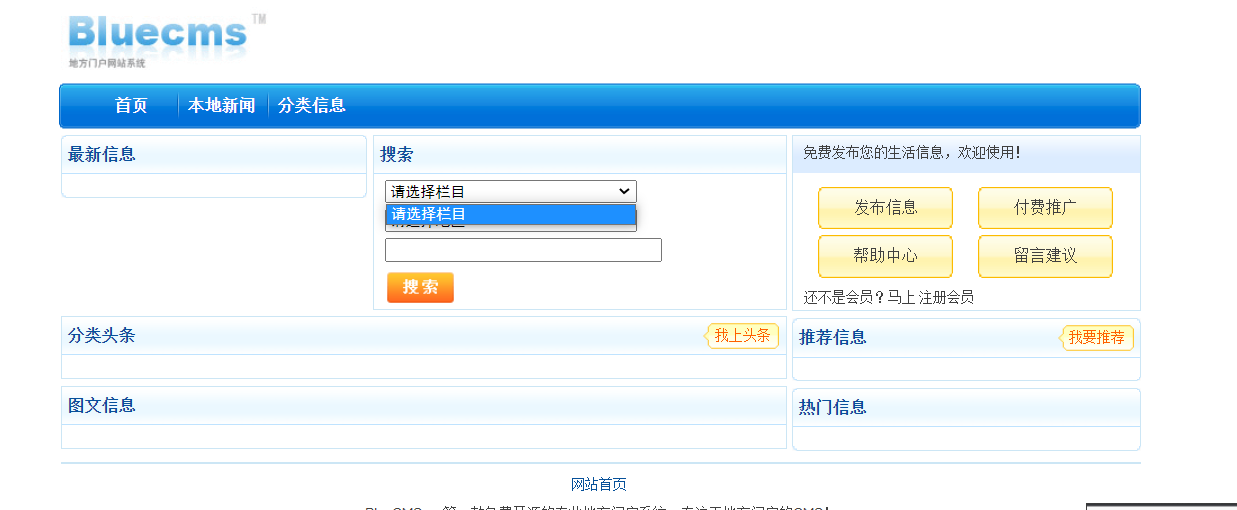 Bluecms TM
地方门户网站系统
首页 本地新闻 分类信息
最新信息
搜索
请选择栏目
请选择栏目
搜 索
免费发布您的生活信息，欢迎使用！
发布信息 付费推广
帮助中心 留言建议
还不是会员？马上 注册会员
分类头条 我上头条
推荐信息 我要推荐
图文信息
热门信息
网站首页